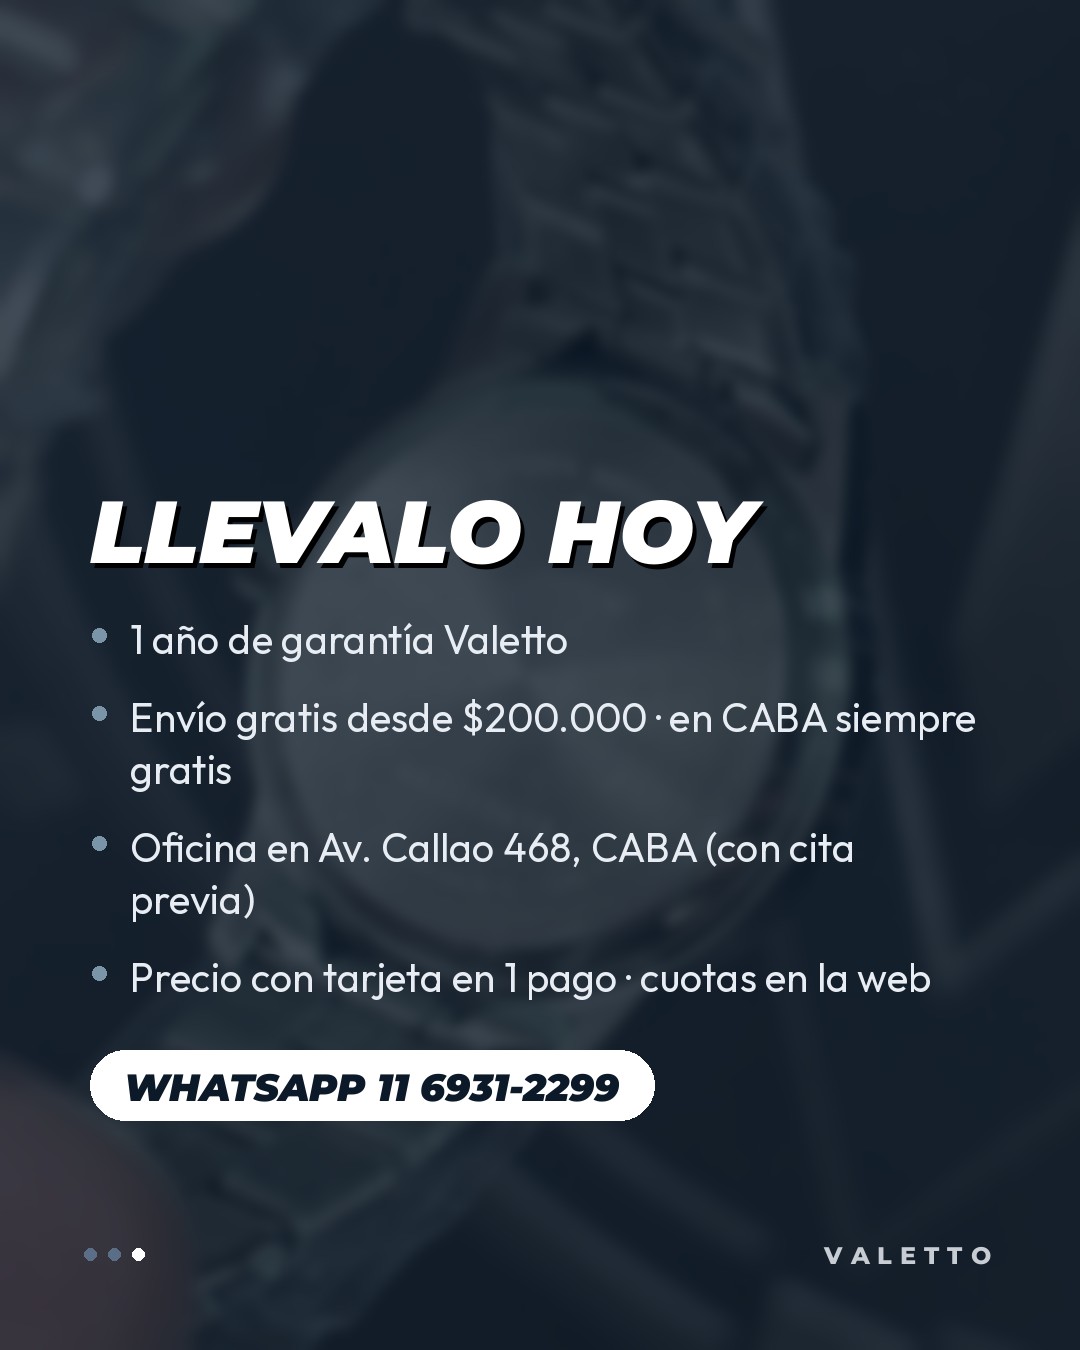 LLEVALO HOY
1 año de garantía Valetto
Envío gratis desde $200.000 · en CABA siempre
gratis
Oficina en Av. Callao 468, CABA (con cita
previa)
Precio con tarjeta en 1 pago · cuotas en la web
WHATSAPP 11 6931-2299
VALETTO